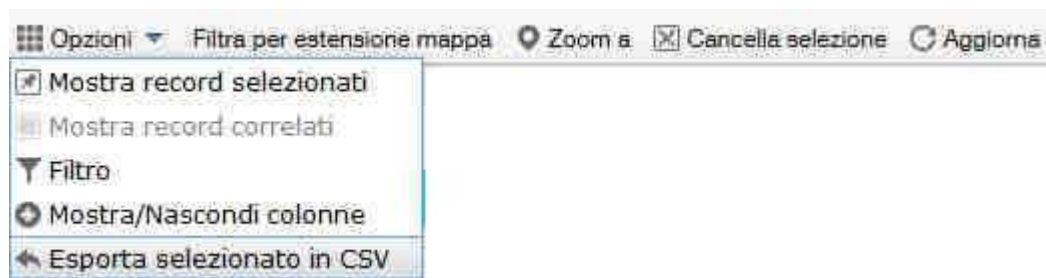 Opzioni Filtra per estensione mappa Zoom a Cancella selezione Aggiorna
Mostra record selezionati
Mostra record correlati
Filtro
Mostra/Nascondi colonne
Esporta selezionato in CSV